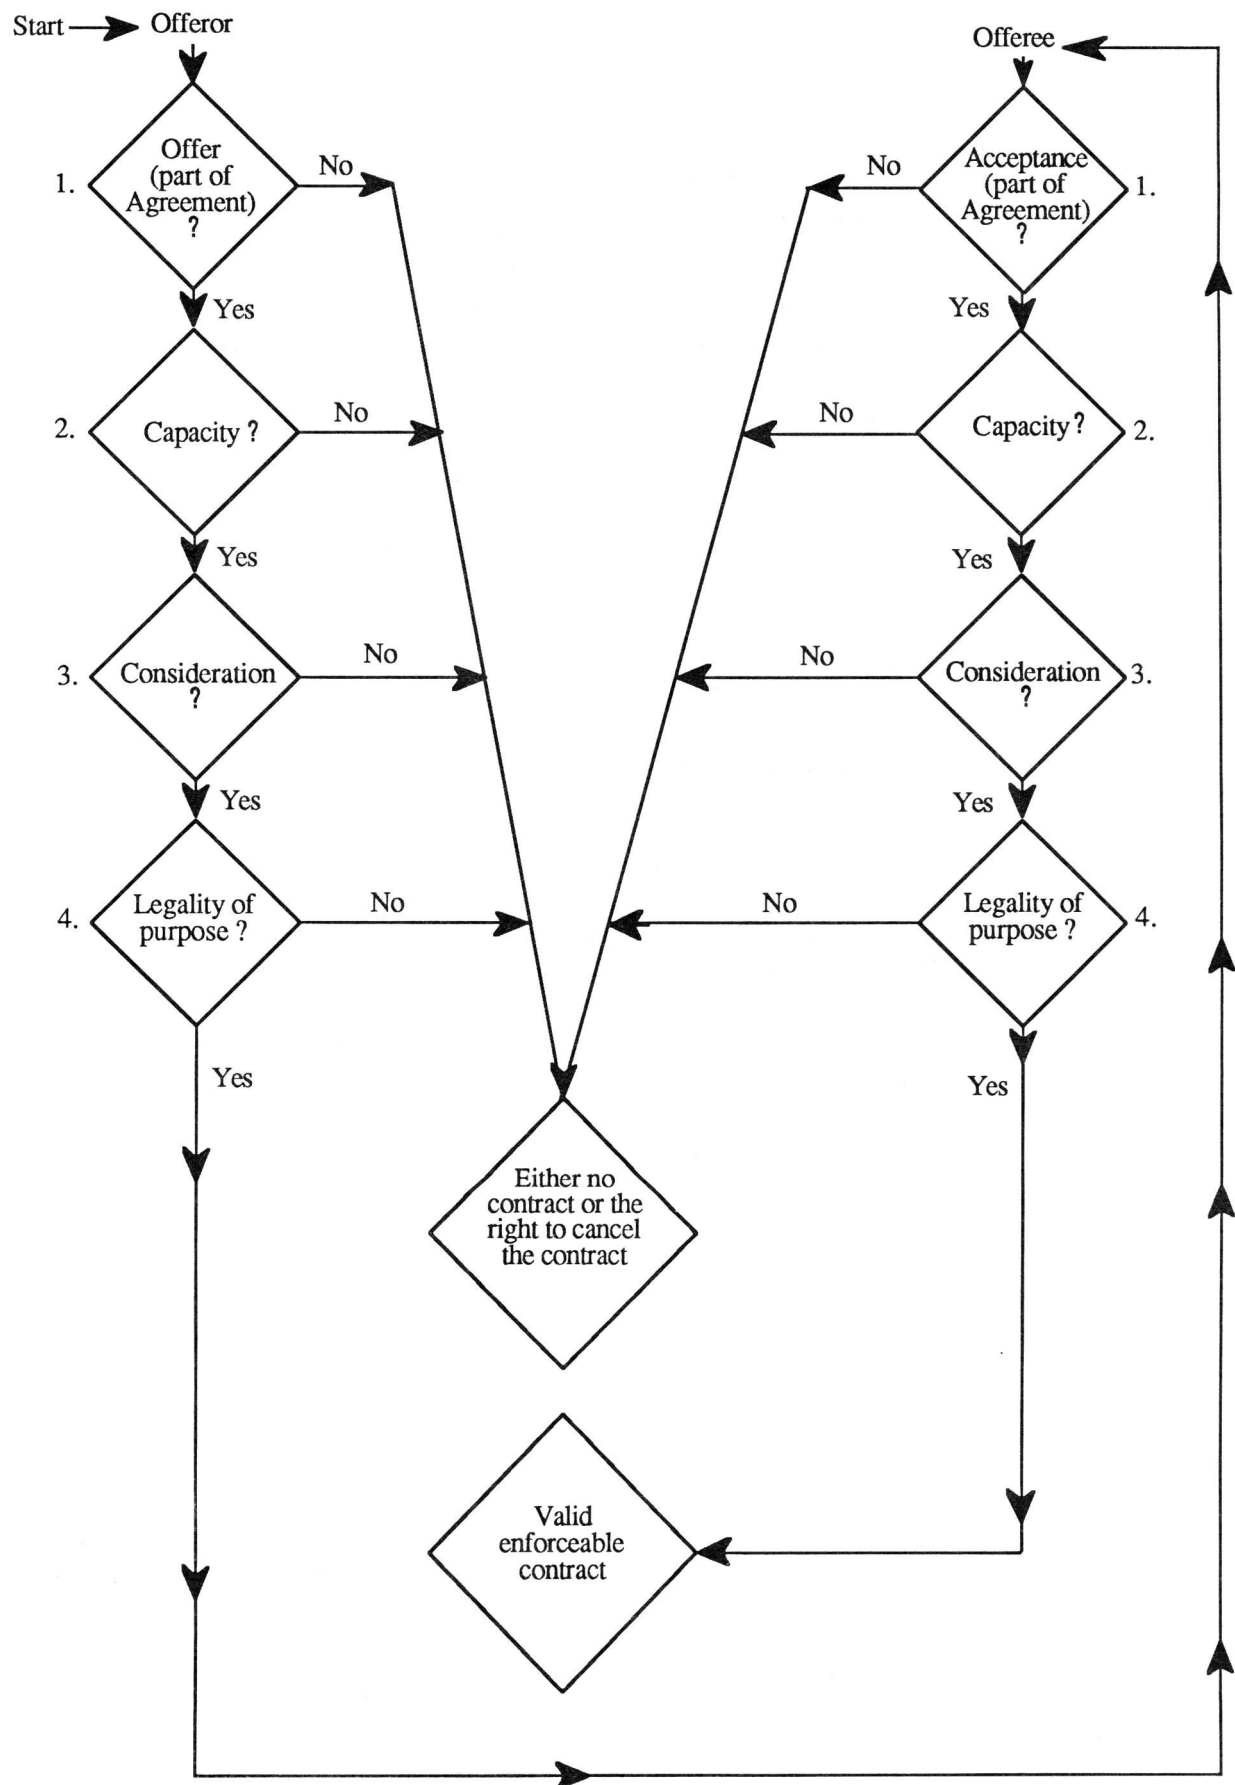 Start
Offeror
Offeree
1.
Offer
(part of
Agreement)
?
No
No
Acceptance
(part of
Agreement)
?
1.
Yes
Yes
2.
Capacity ?
No
No
Capacity ?
2.
Yes
Yes
3.
Consideration
?
No
No
Consideration
?
3.
Yes
Yes
4.
Legality of
purpose ?
No
No
Legality of
purpose ?
4.
Yes
Yes
Either no
contract or the
right to cancel
the contract
Valid
enforceable
contract